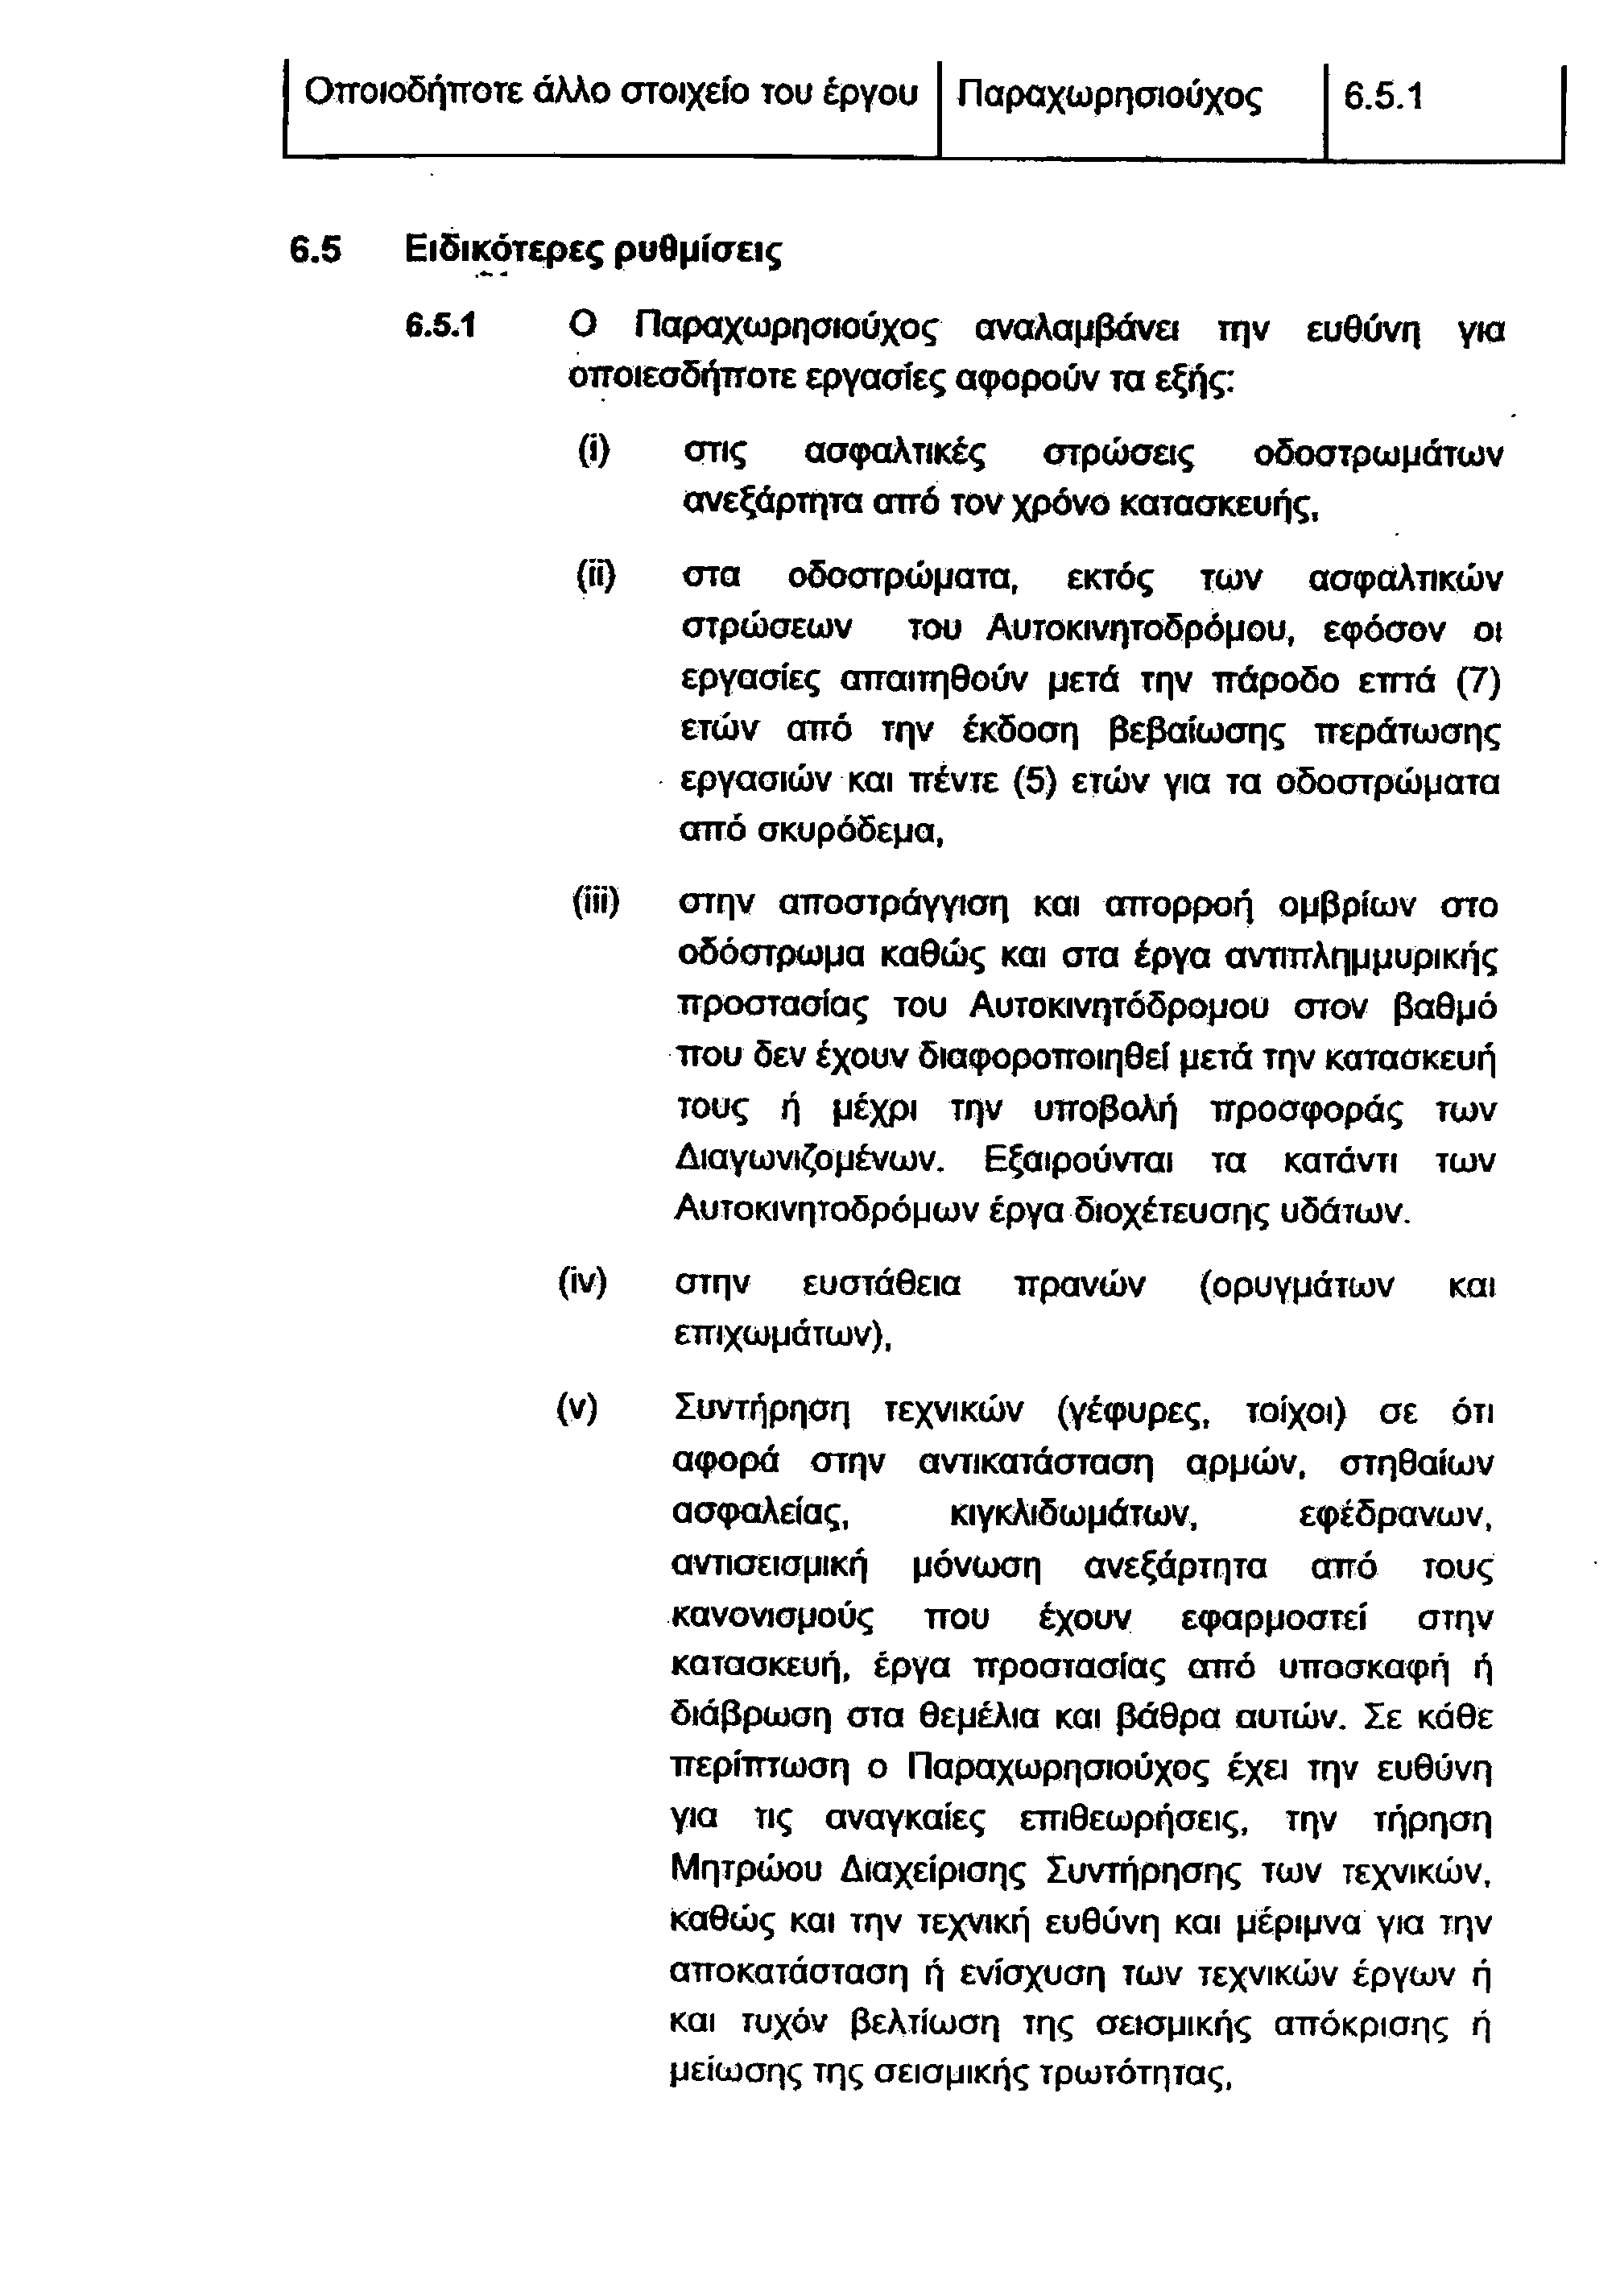 Οποιοδήποτε άλλο στοιχείο του έργου Παραχωρησιούχος 6.5.1
6.5 Ειδικότερες ρυθμίσεις
6.5.1 Ο Παραχωρησιούχος αναλαμβάνει την ευθύνη για
οποιεσδήποτε εργασίες αφορούν τα εξής:
(i) στις ασφαλτικές στρώσεις οδοστρωμάτων
ανεξάρτητα από τον χρόνο κατασκευής,
(ii) στα οδοστρώματα, εκτός των ασφαλτικών
στρώσεων του Αυτοκινητοδρόμου, εφόσον οι
εργασίες απαιτηθούν μετά την πάροδο επτά (7)
ετών από την έκδοση βεβαίωσης περάτωσης
εργασιών και πέντε (5) ετών για τα οδοστρώματα
από σκυρόδεμα,
(iii) στην αποστράγγιση και απορροή ομβρίων στο
οδόστρωμα καθώς και στα έργα αντιπλημμυρικής
προστασίας του Αυτοκινητόδρομου στον βαθμό
που δεν έχουν διαφοροποιηθεί μετά την κατασκευή
τους ή μέχρι την υποβολή προσφοράς των
Διαγωνιζομένων. Εξαιρούνται τα κατάντι των
Αυτοκινητοδρόμων έργα διοχέτευσης υδάτων.
(iv) στην ευστάθεια πρανών (ορυγμάτων και
επιχωμάτων),
(v) Συντήρηση τεχνικών (γέφυρες, τοίχοι) σε ότι
αφορά στην αντικατάσταση αρμών, στηθαίων
ασφαλείας, κιγκλιδωμάτων, εφέδρανων,
αντισεισμική μόνωση ανεξάρτητα από τους
κανονισμούς που έχουν εφαρμοστεί στην
κατασκευή, έργα προστασίας από υποσκαφή ή
διάβρωση στα θεμέλια και βάθρα αυτών. Σε κάθε
περίπτωση ο Παραχωρησιούχος έχει την ευθύνη
για τις αναγκαίες επιθεωρήσεις, την τήρηση
Μητρώου Διαχείρισης Συντήρησης των τεχνικών,
καθώς και την τεχνική ευθύνη και μέριμνα για την
αποκατάσταση ή ενίσχυση των τεχνικών έργων ή
και τυχόν βελτίωση της σεισμικής απόκρισης ή
μείωσης της σεισμικής τρωτότητας,